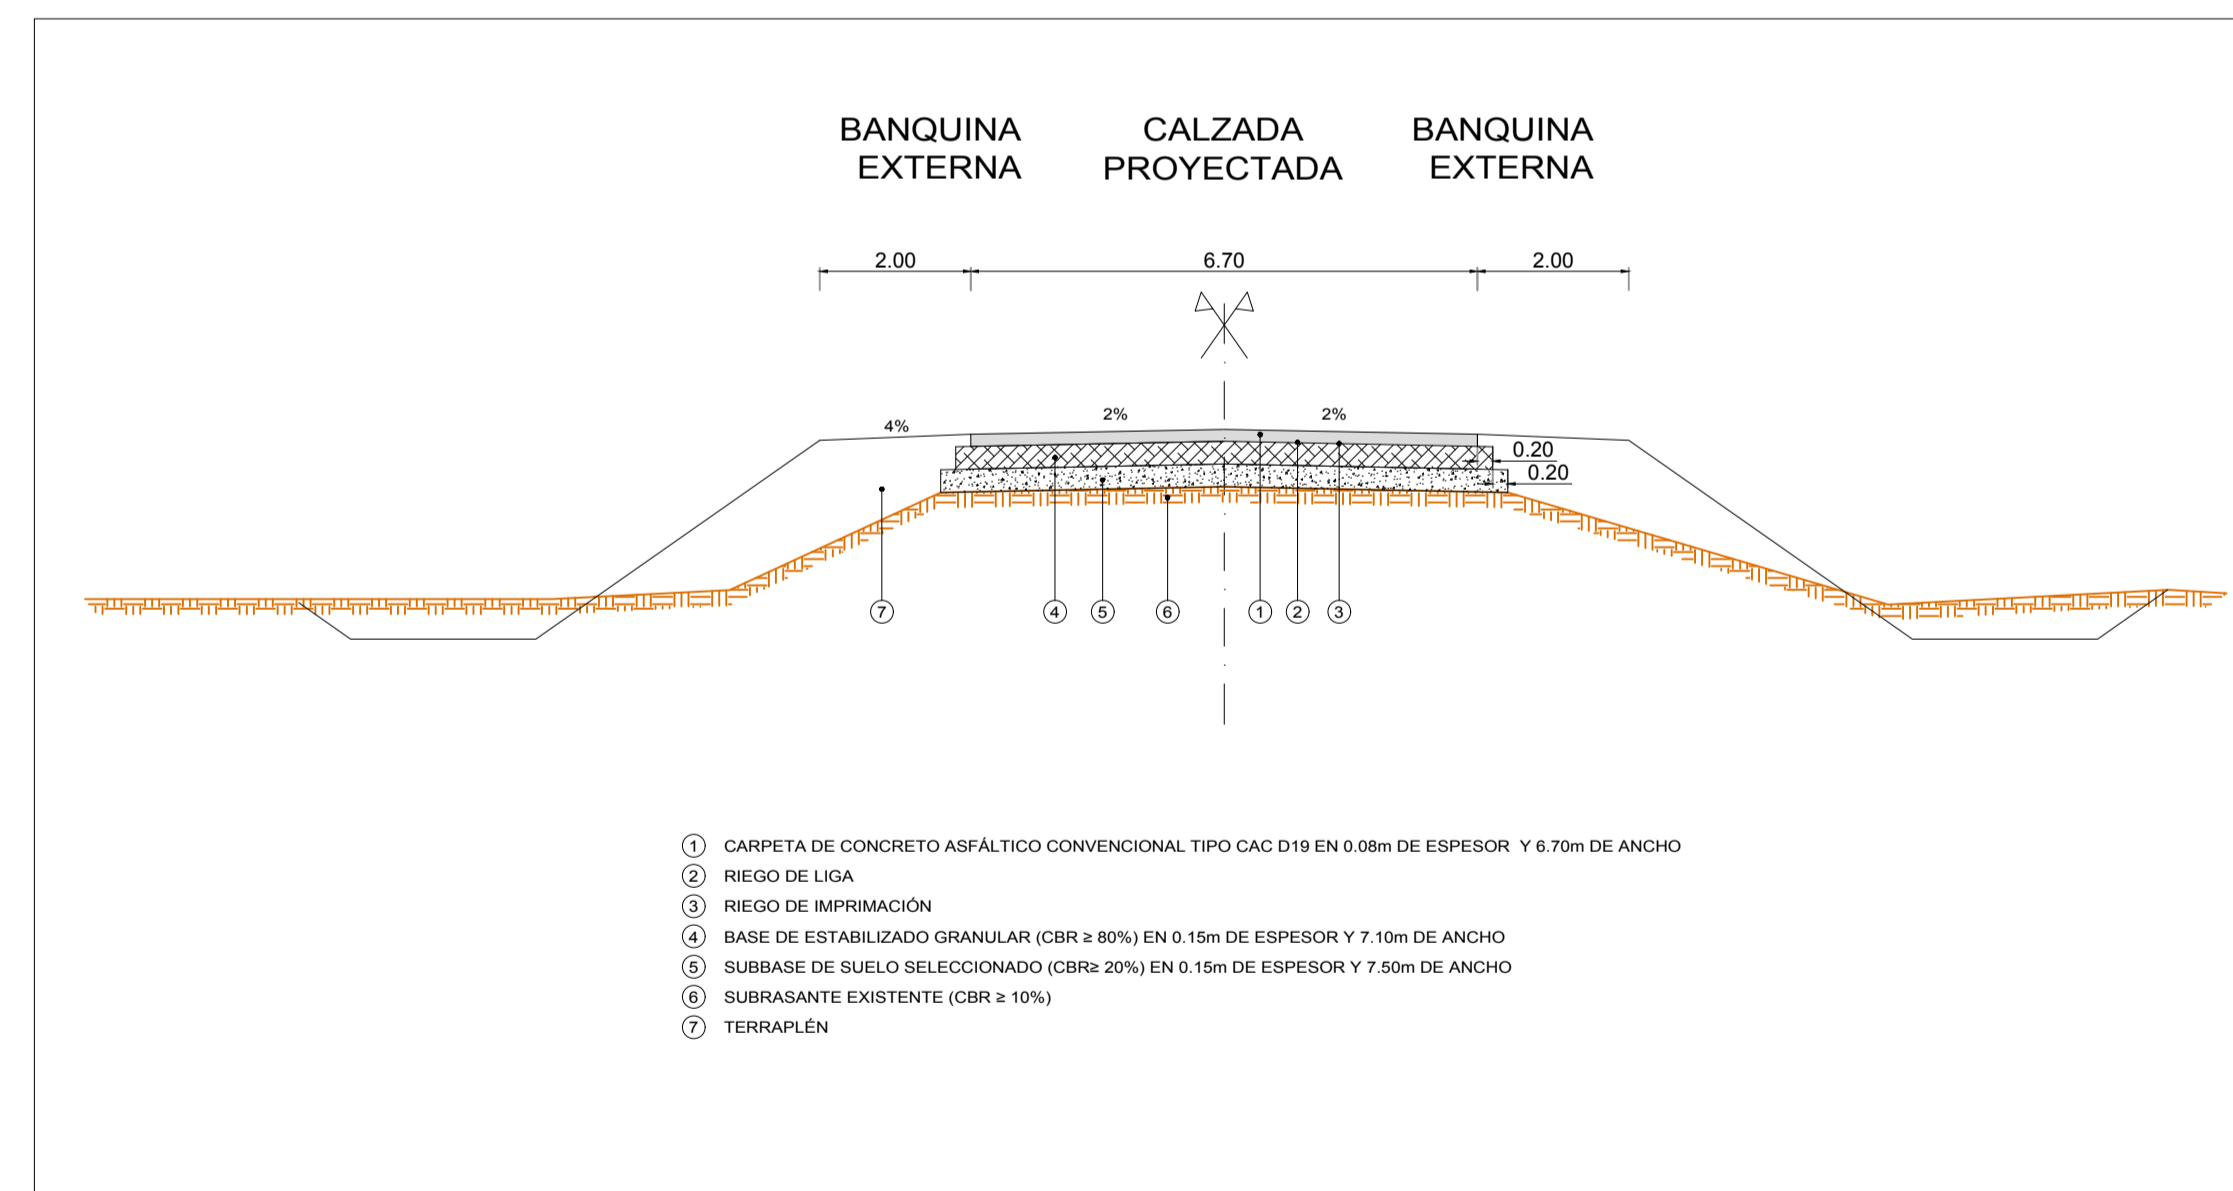 BANQUINA
EXTERNA
CALZADA
PROYECTADA
BANQUINA
EXTERNA
2.00
6.70
2.00
4%
2%
2%
0.20
0.20
7
4
5
6
1
2
3
1 CARPETA DE CONCRETO ASFÁLTICO CONVENCIONAL TIPO CAC D19 EN 0.08m DE ESPESOR Y 6.70m DE ANCHO
2 RIEGO DE LIGA
3 RIEGO DE IMPRIMACIÓN
4 BASE DE ESTABILIZADO GRANULAR (CBR ≥ 80%) EN 0.15m DE ESPESOR Y 7.10m DE ANCHO
5 SUBBASE DE SUELO SELECCIONADO (CBR≥ 20%) EN 0.15m DE ESPESOR Y 7.50m DE ANCHO
6 SUBRASANTE EXISTENTE (CBR ≥ 10%)
7 TERRAPLÉN